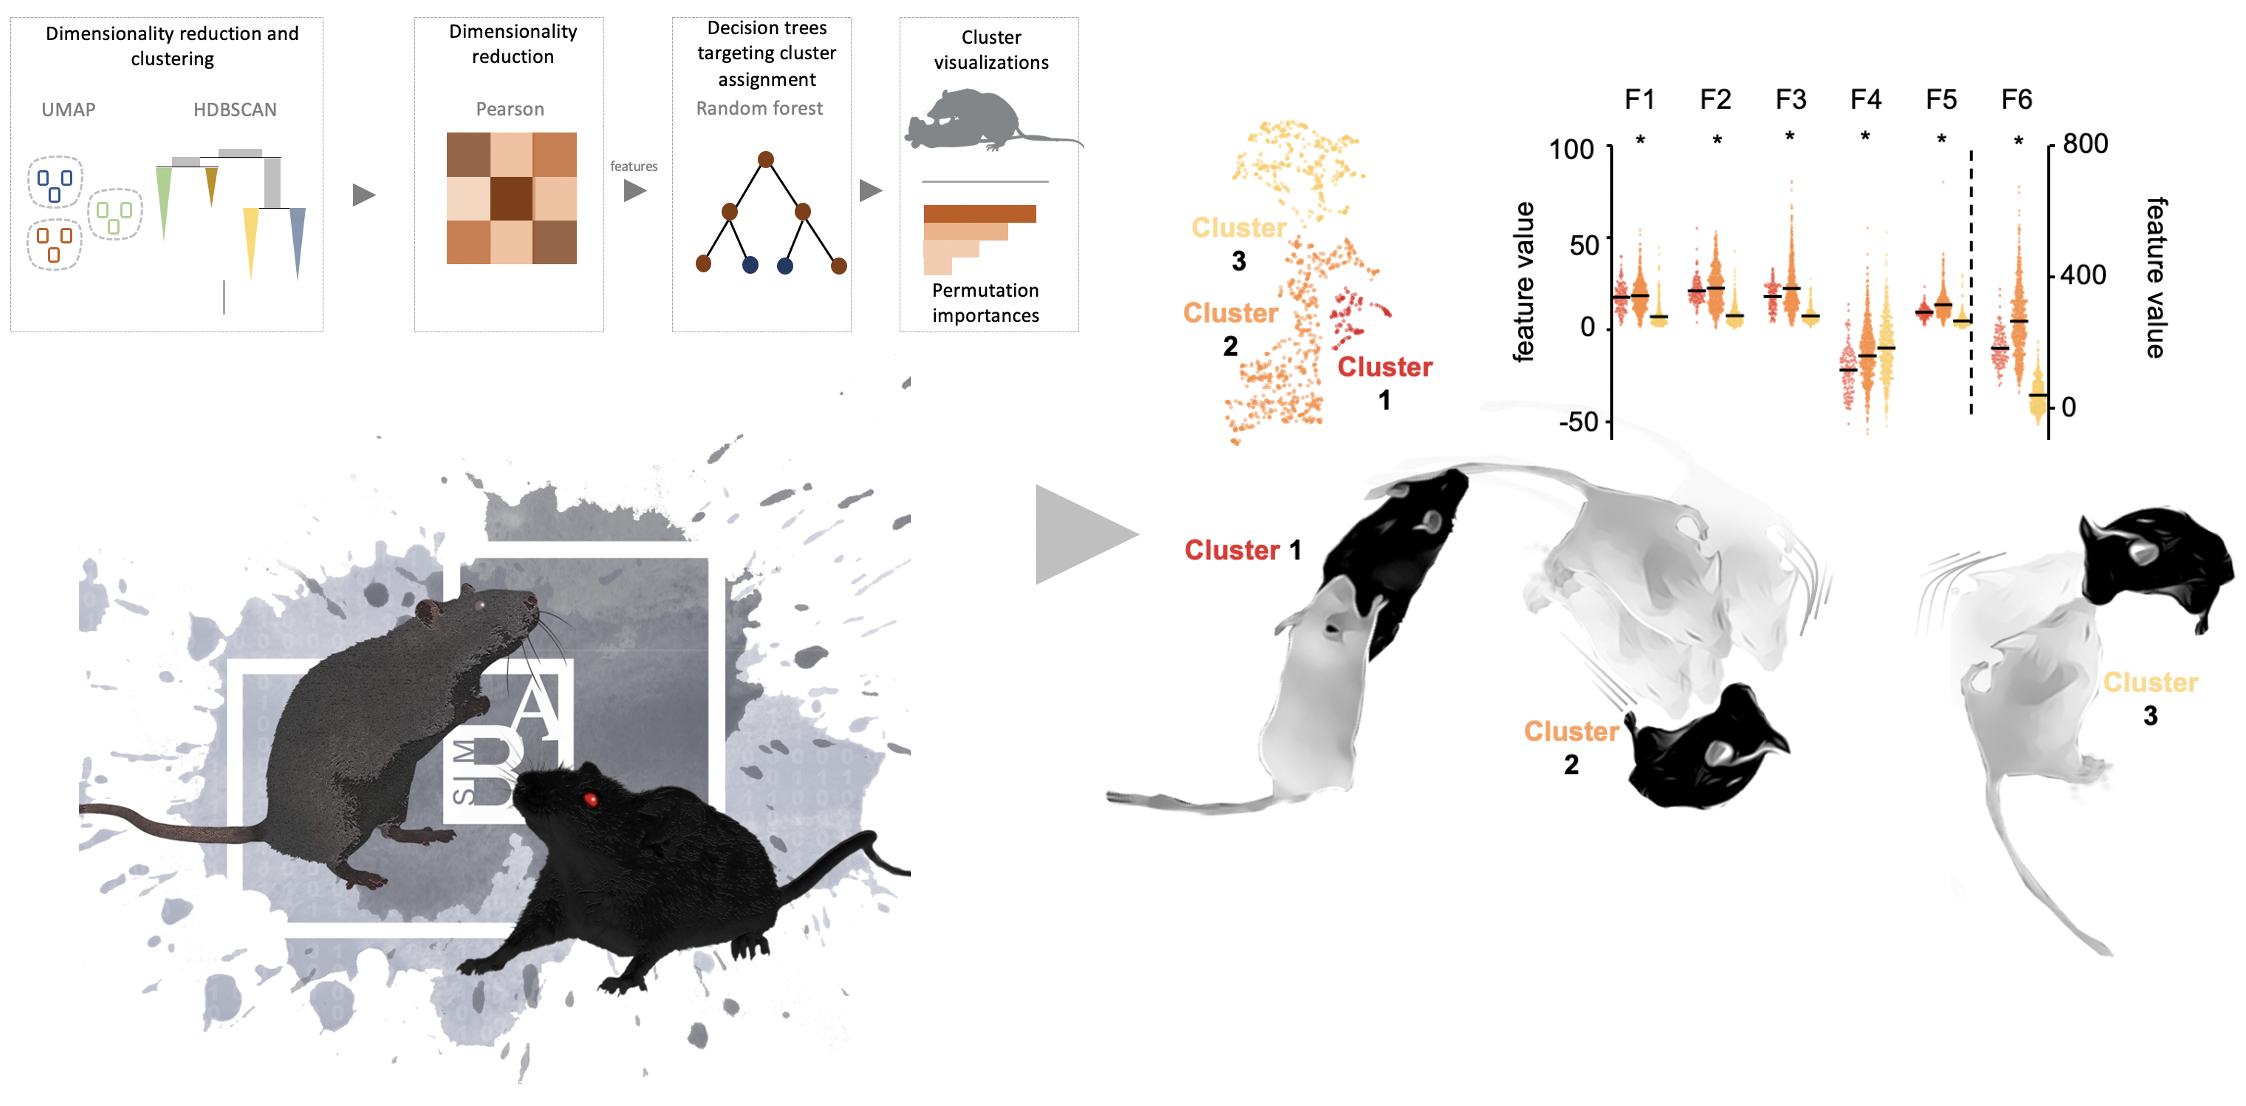 Dimensionality reduction and
clustering
UMAP
HDBSCAN
Dimensionality
reduction
Pearson
features
Decision trees
targeting cluster
assignment
Random forest
Cluster
visualizations
Permutation
importances
Cluster
3
Cluster
2
Cluster
1
F1 F2 F3 F4 F5 F6
* * * * * *
100
50
0
-50
feature value
800
400
0
feature value
SIM
B
A
Cluster 1
Cluster
2
Cluster
3